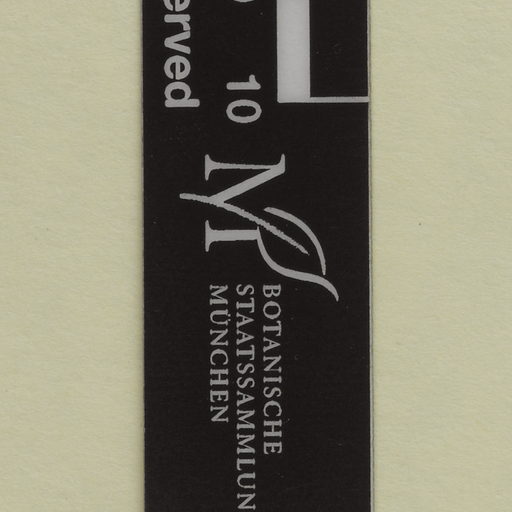 10
erved
BOTANISCHE
STAATSSAMMLUN
MÜNCHEN